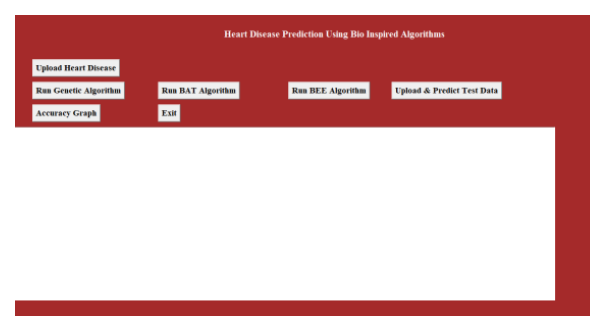 Heart Disease Prediction Using Bio Inspired Algorithms
Upload Heart Disease
Run Genetic Algorithm Run BAT Algorithm Run BEE Algorithm Upload & Predict Test Data
Accuracy Graph Exit